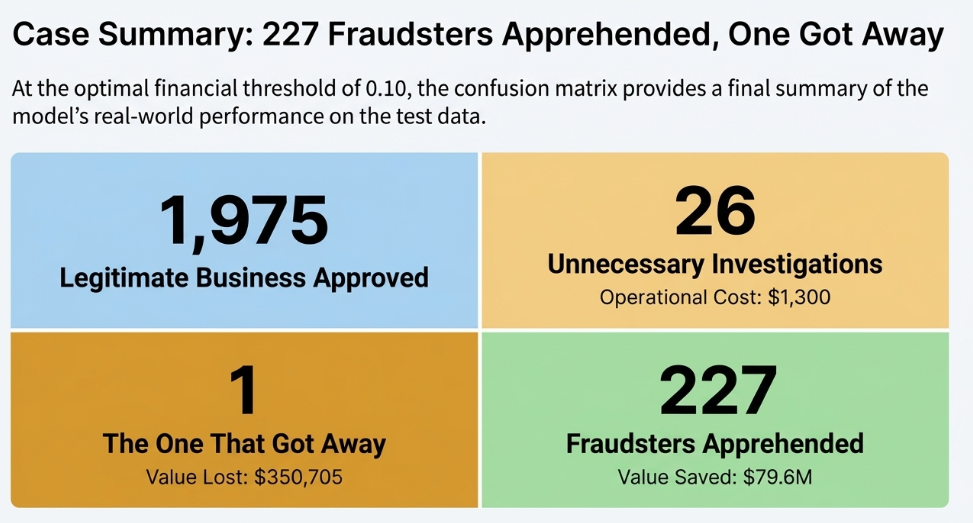 Case Summary: 227 Fraudsters Apprehended, One Got Away
At the optimal financial threshold of 0.10, the confusion matrix provides a final summary of the
model’s real-world performance on the test data.
1,975
Legitimate Business Approved
26
Unnecessary Investigations
Operational Cost: $1,300
1
The One That Got Away
Value Lost: $350,705
227
Fraudsters Apprehended
Value Saved: $79.6M